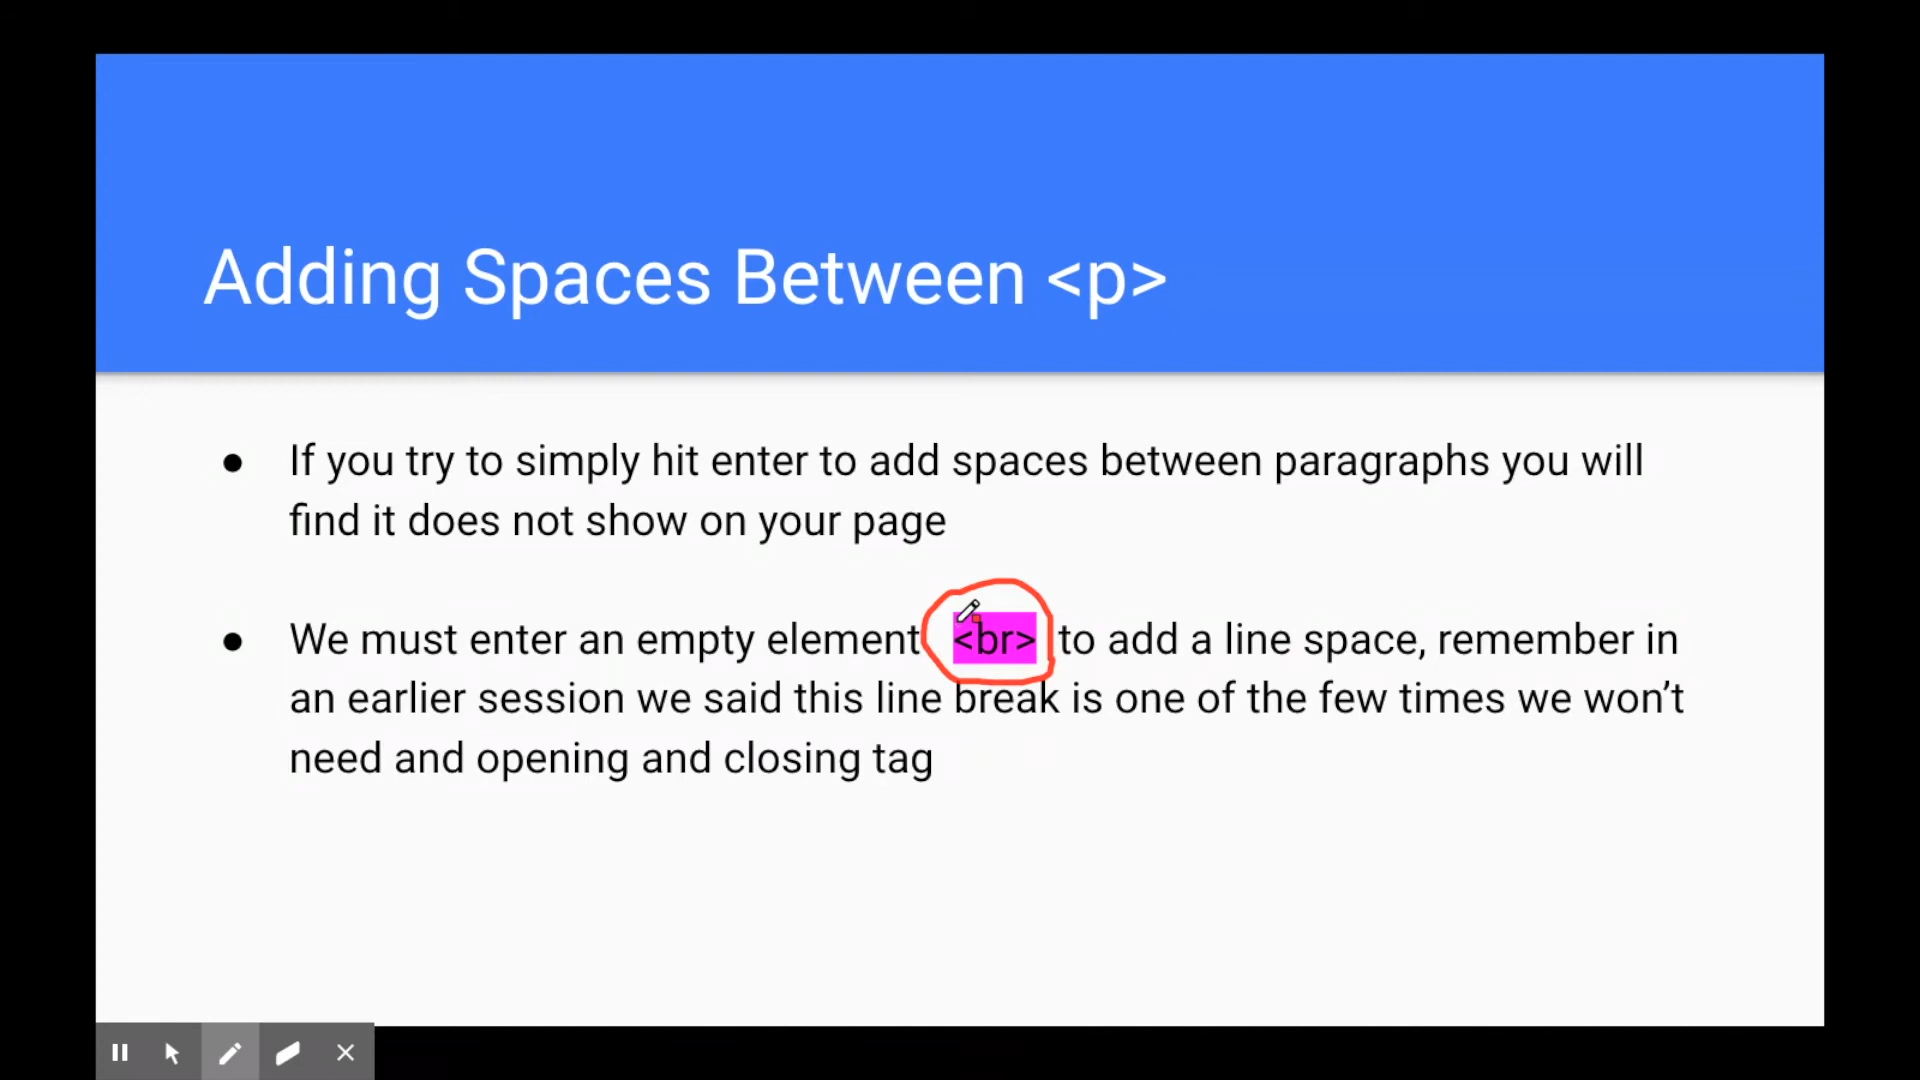 Adding Spaces Between <p>
● If you try to simply hit enter to add spaces between paragraphs you will
find it does not show on your page
● We must enter an empty element <br> to add a line space, remember in
an earlier session we said this line break is one of the few times we won’t
need and opening and closing tag